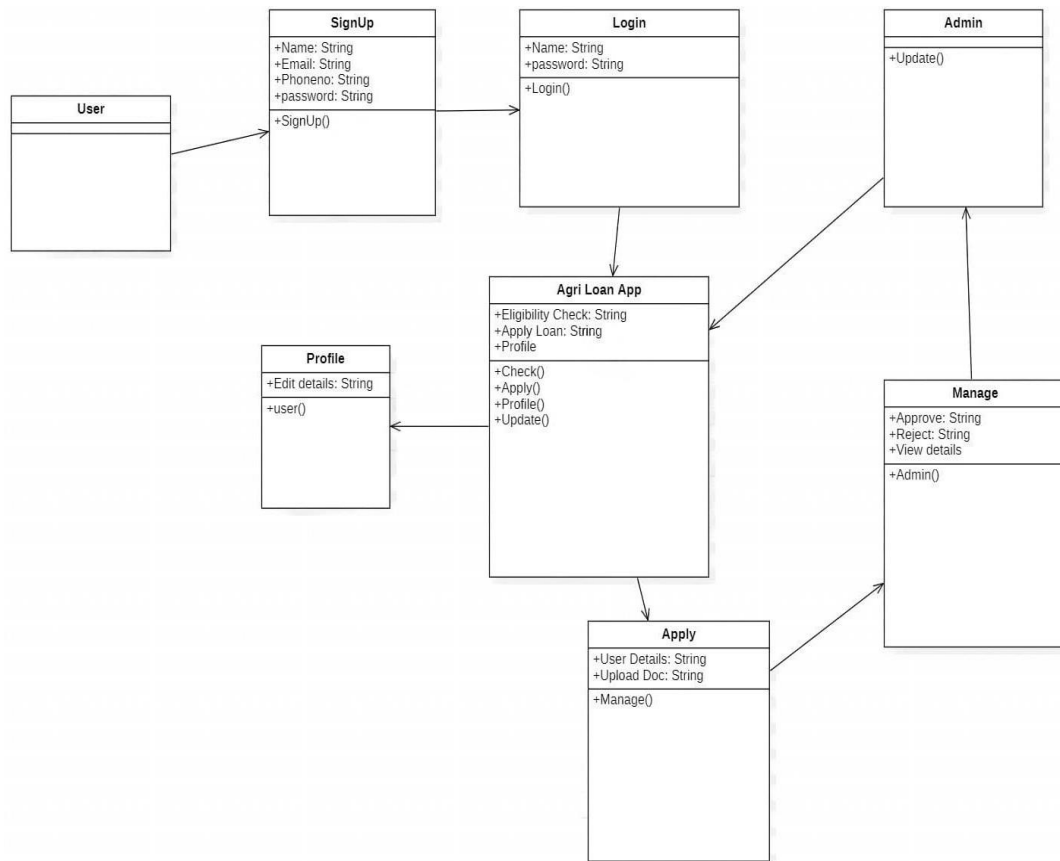 SignUp
+Name: String
+Email: String
+Phoneno: String
+password: String
+SignUp()
Login
+Name: String
+password: String
+Login()
Admin
+Update()
User
Agri Loan App
+Eligibility Check: String
+Apply Loan: String
+Profile
+Check()
+Apply()
+Profile()
+Update()
Profile
+Edit details: String
+user()
Manage
+Approve: String
+Reject: String
+View details
+Admin()
Apply
+User Details: String
+Upload Doc: String
+Manage()